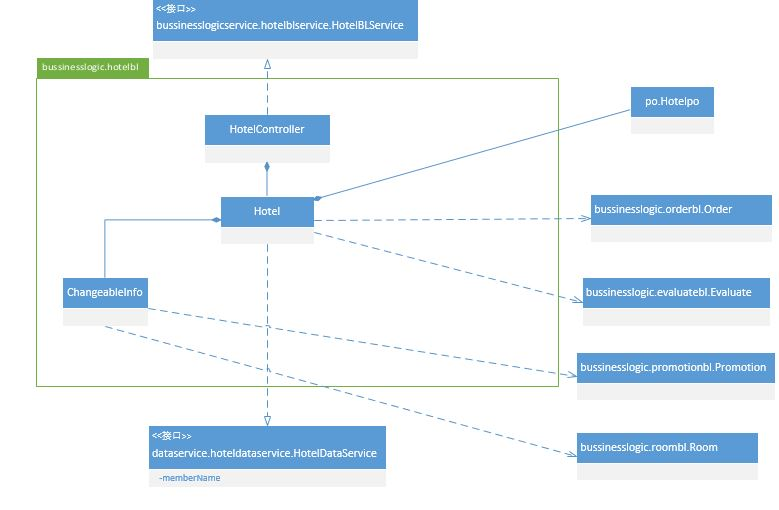 <<接口>>
bussinesslogicservice.hotelblservice.HotelBLService
bussinesslogic.hotelbl
HotelController
po.Hotelpo
Hotel
bussinesslogic.orderbl.Order
ChangeableInfo
bussinesslogic.evaluatebl.Evaluate
bussinesslogic.promotionbl.Promotion
<<接口>>
dataservice.hoteldataservice.HotelDataService
-memberName
bussinesslogic.roombl.Room